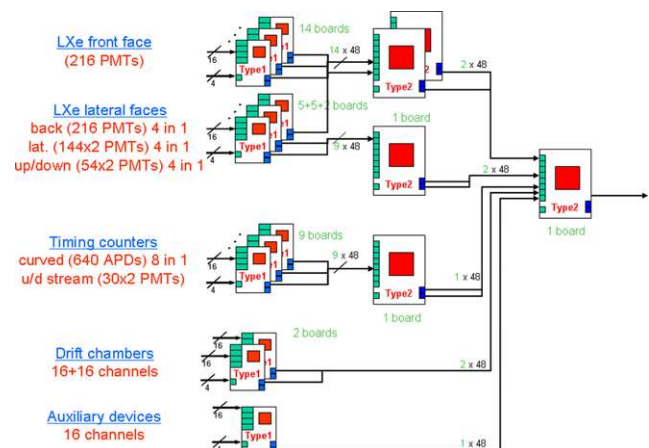 LXe front face
(216 PMTs)
16
4
Type1
14 boards
14 x 48
Type2
2
2 x 48
LXe lateral faces
back (216 PMTs) 4 in 1
lat. (144x2 PMTs) 4 in 1
up/down (54x2 PMTs) 4 in 1
16
4
Type1
5+5+2 boards
9 x 48
1 board
Type2
2 x 48
Type2
1 board
Timing counters
curved (640 APDs) 8 in 1
u/d stream (30x2 PMTs)
16
4
Type1
9 boards
9 x 48
Type2
1 board
1 x 48
Drift chambers
16+16 channels
16
16
4
Type1
2 boards
2 x 48
Auxiliary devices
16 channels
16
4
Type1
1 x 48